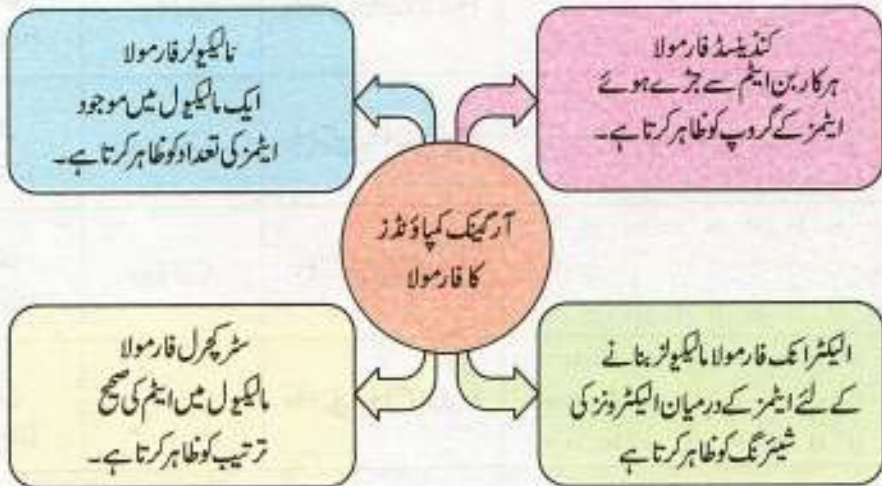 کنڈینسڈ فارمولا
ہر کاربن ایٹم سے جڑے ہوئے
ایٹمز کے گروپ کو ظاہر کرتا ہے۔
مالیکیولر فارمولا
ایک مالیکیول میں موجود
ایٹمز کی تعداد کو ظاہر کرتا ہے۔
آرگینک کمپاؤنڈز
کا فارمولا
الیکٹرانک فارمولا مالیکیولز بنانے
کے لئے ایٹمز کے درمیان الیکٹرونز کی
شیئرنگ کو ظاہر کرتا ہے
سٹرکچرل فارمولا
مالیکیول میں ایٹم کی صحیح
ترتیب کو ظاہر کرتا ہے۔